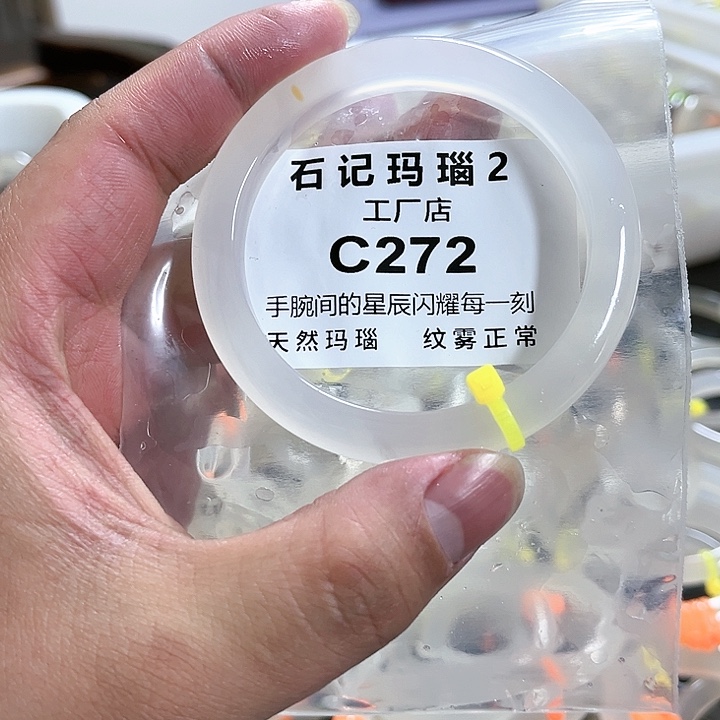 石记玛瑙2
工厂店
C272
手腕间的星辰闪耀每一刻
天然玛瑙 纹雾正常